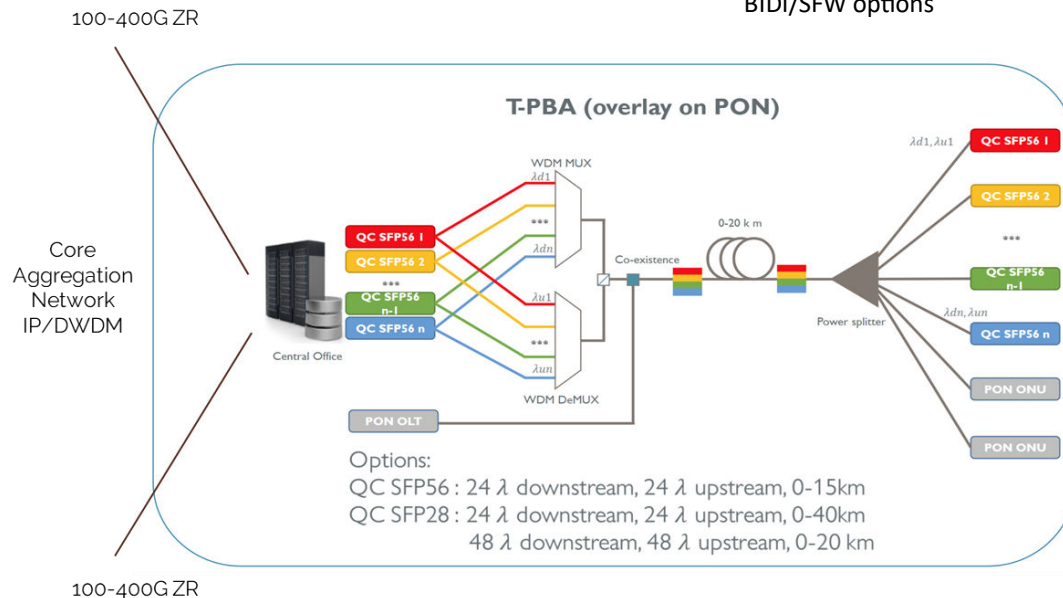 BIDI/SFW options
100-400G ZR
T-PBA (overlay on PON)
WDM MUX
λd1
***
λdn
λd1, λu1
QC SFP56 1
QC SFP56 2
***
QC SFP56
n-1
QC SFP56 n
λdn, λun
PON ONU
PON ONU
Core
Aggregation
Network
IP/DWDM
Central Office
QC SFP56 1
QC SFP56 2
***
QC SFP56
n-1
QC SFP56 n
λu1
***
λun
WDM DeMUX
Co-existence
0-20 k m
Power splitter
PON OLT
Options:
QC SFP56 : 24 λ downstream, 24 λ upstream, 0-15km
QC SFP28 : 24 λ downstream, 24 λ upstream, 0-40km
48 λ downstream, 48 λ upstream, 0-20 km
100-400G ZR